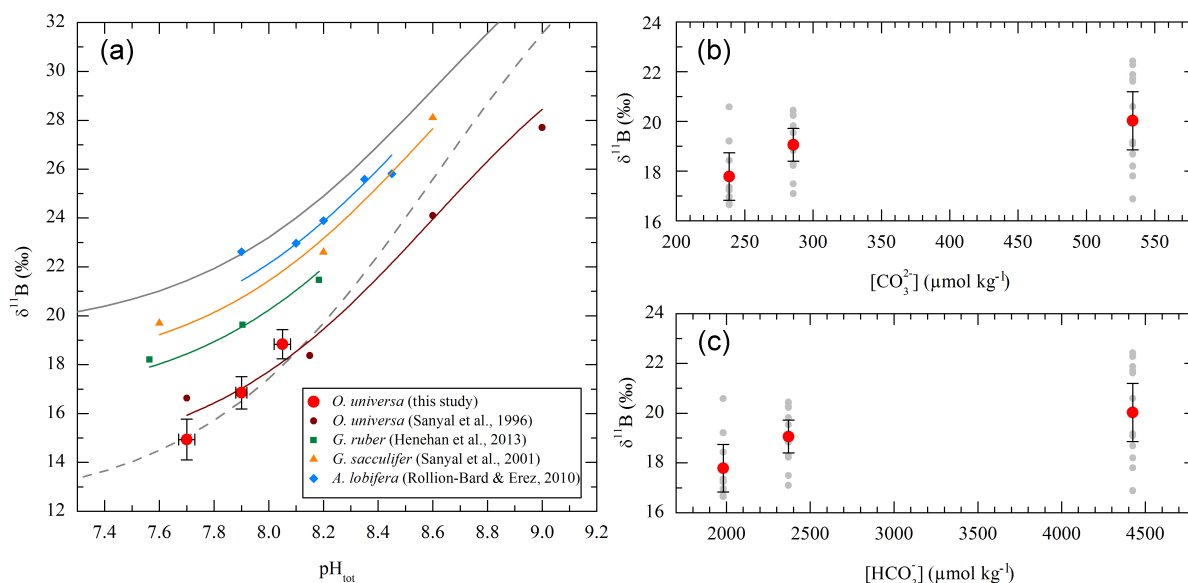 (a)
32
30
28
26
24
22
20
18
16
14
12
δ¹¹B (‰)
7.4 7.6 7.8 8.0 8.2 8.4 8.6 8.8 9.0 9.2
pH_tot
O. universa (this study)
O. universa (Sanyal et al., 1996)
G. ruber (Henehan et al., 2013)
G. sacculifer (Sanyal et al., 2001)
A. lobifera (Rollion-Bard & Erez, 2010)
(b)
24
22
20
18
16
δ¹¹B (‰)
200 250 300 350 400 450 500 550
[CO₃²⁻] (µmol kg⁻¹)
(c)
24
22
20
18
16
δ¹¹B (‰)
2000 2500 3000 3500 4000 4500
[HCO₃⁻] (µmol kg⁻¹)